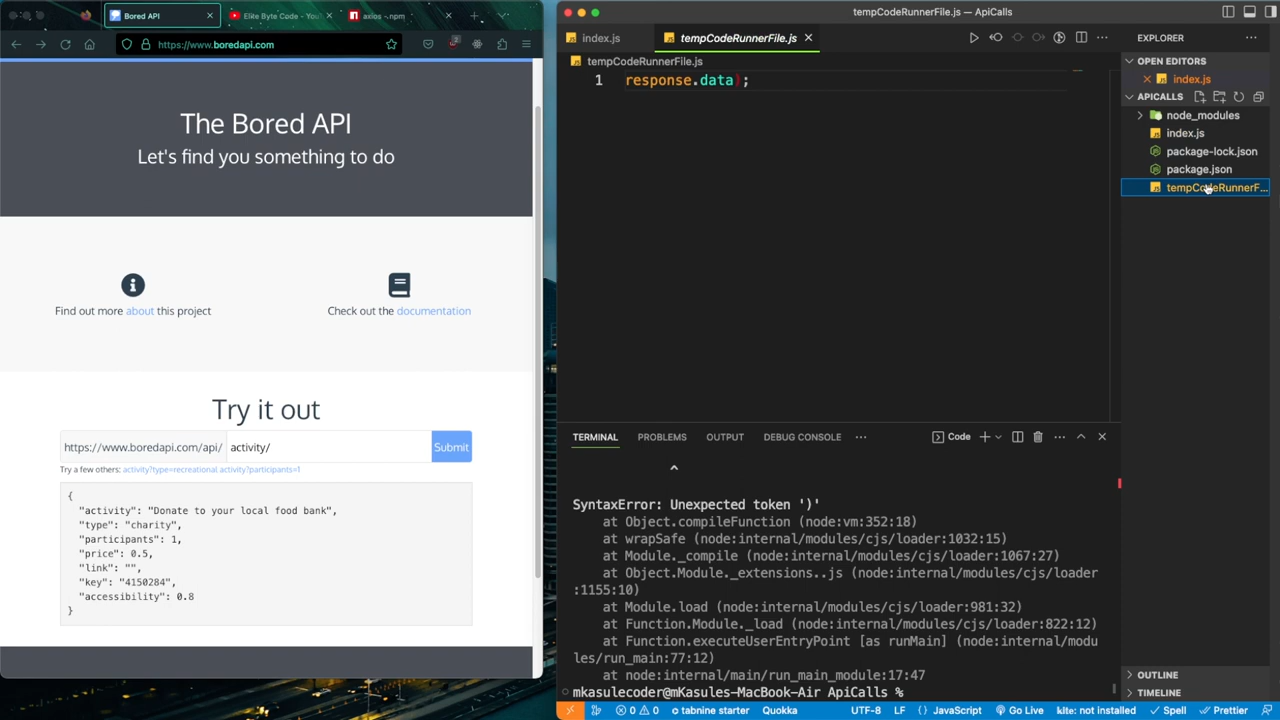 Bored API
Elite Byte Code - You
axios - npm
https://www.boredapi.com
2
The Bored API
Let's find you something to do
Find out more about this project
Check out the documentation
Try it out
https://www.boredapi.com/api/
activity/
Submit
Try a few others: activity?type=recreational activity?participants=1
{
"activity": "Donate to your local food bank",
"type": "charity",
"participants": 1,
"price": 0.5,
"link": "",
"key": "4150284",
"accessibility": 0.8
}
tempCodeRunnerFile.js — ApiCalls
index.js
tempCodeRunnerFile.js
tempCodeRunnerFile.js
1 response.data);
EXPLORER
OPEN EDITORS
index.js
APICALLS
node_modules
index.js
package-lock.json
package.json
tempCodeRunnerF...
TERMINAL
PROBLEMS
OUTPUT
DEBUG CONSOLE
Code
^
SyntaxError: Unexpected token ')'
at Object.compileFunction (node:vm:352:18)
at wrapSafe (node:internal/modules/cjs/loader:1032:15)
at Module._compile (node:internal/modules/cjs/loader:1067:27)
at Object.Module._extensions..js (node:internal/modules/cjs/loader
:1155:10)
at Module.load (node:internal/modules/cjs/loader:981:32)
at Function.Module._load (node:internal/modules/cjs/loader:822:12)
at Function.executeUserEntryPoint [as runMain] (node:internal/modu
les/run_main:77:12)
at node:internal/main/run_main_module:17:47
mkasulecoder@mKasules-MacBook-Air ApiCalls %
OUTLINE
TIMELINE
0 0
tabnine starter
Quokka
UTF-8
LF
{} JavaScript
Go Live
kite: not installed
Spell
Prettier